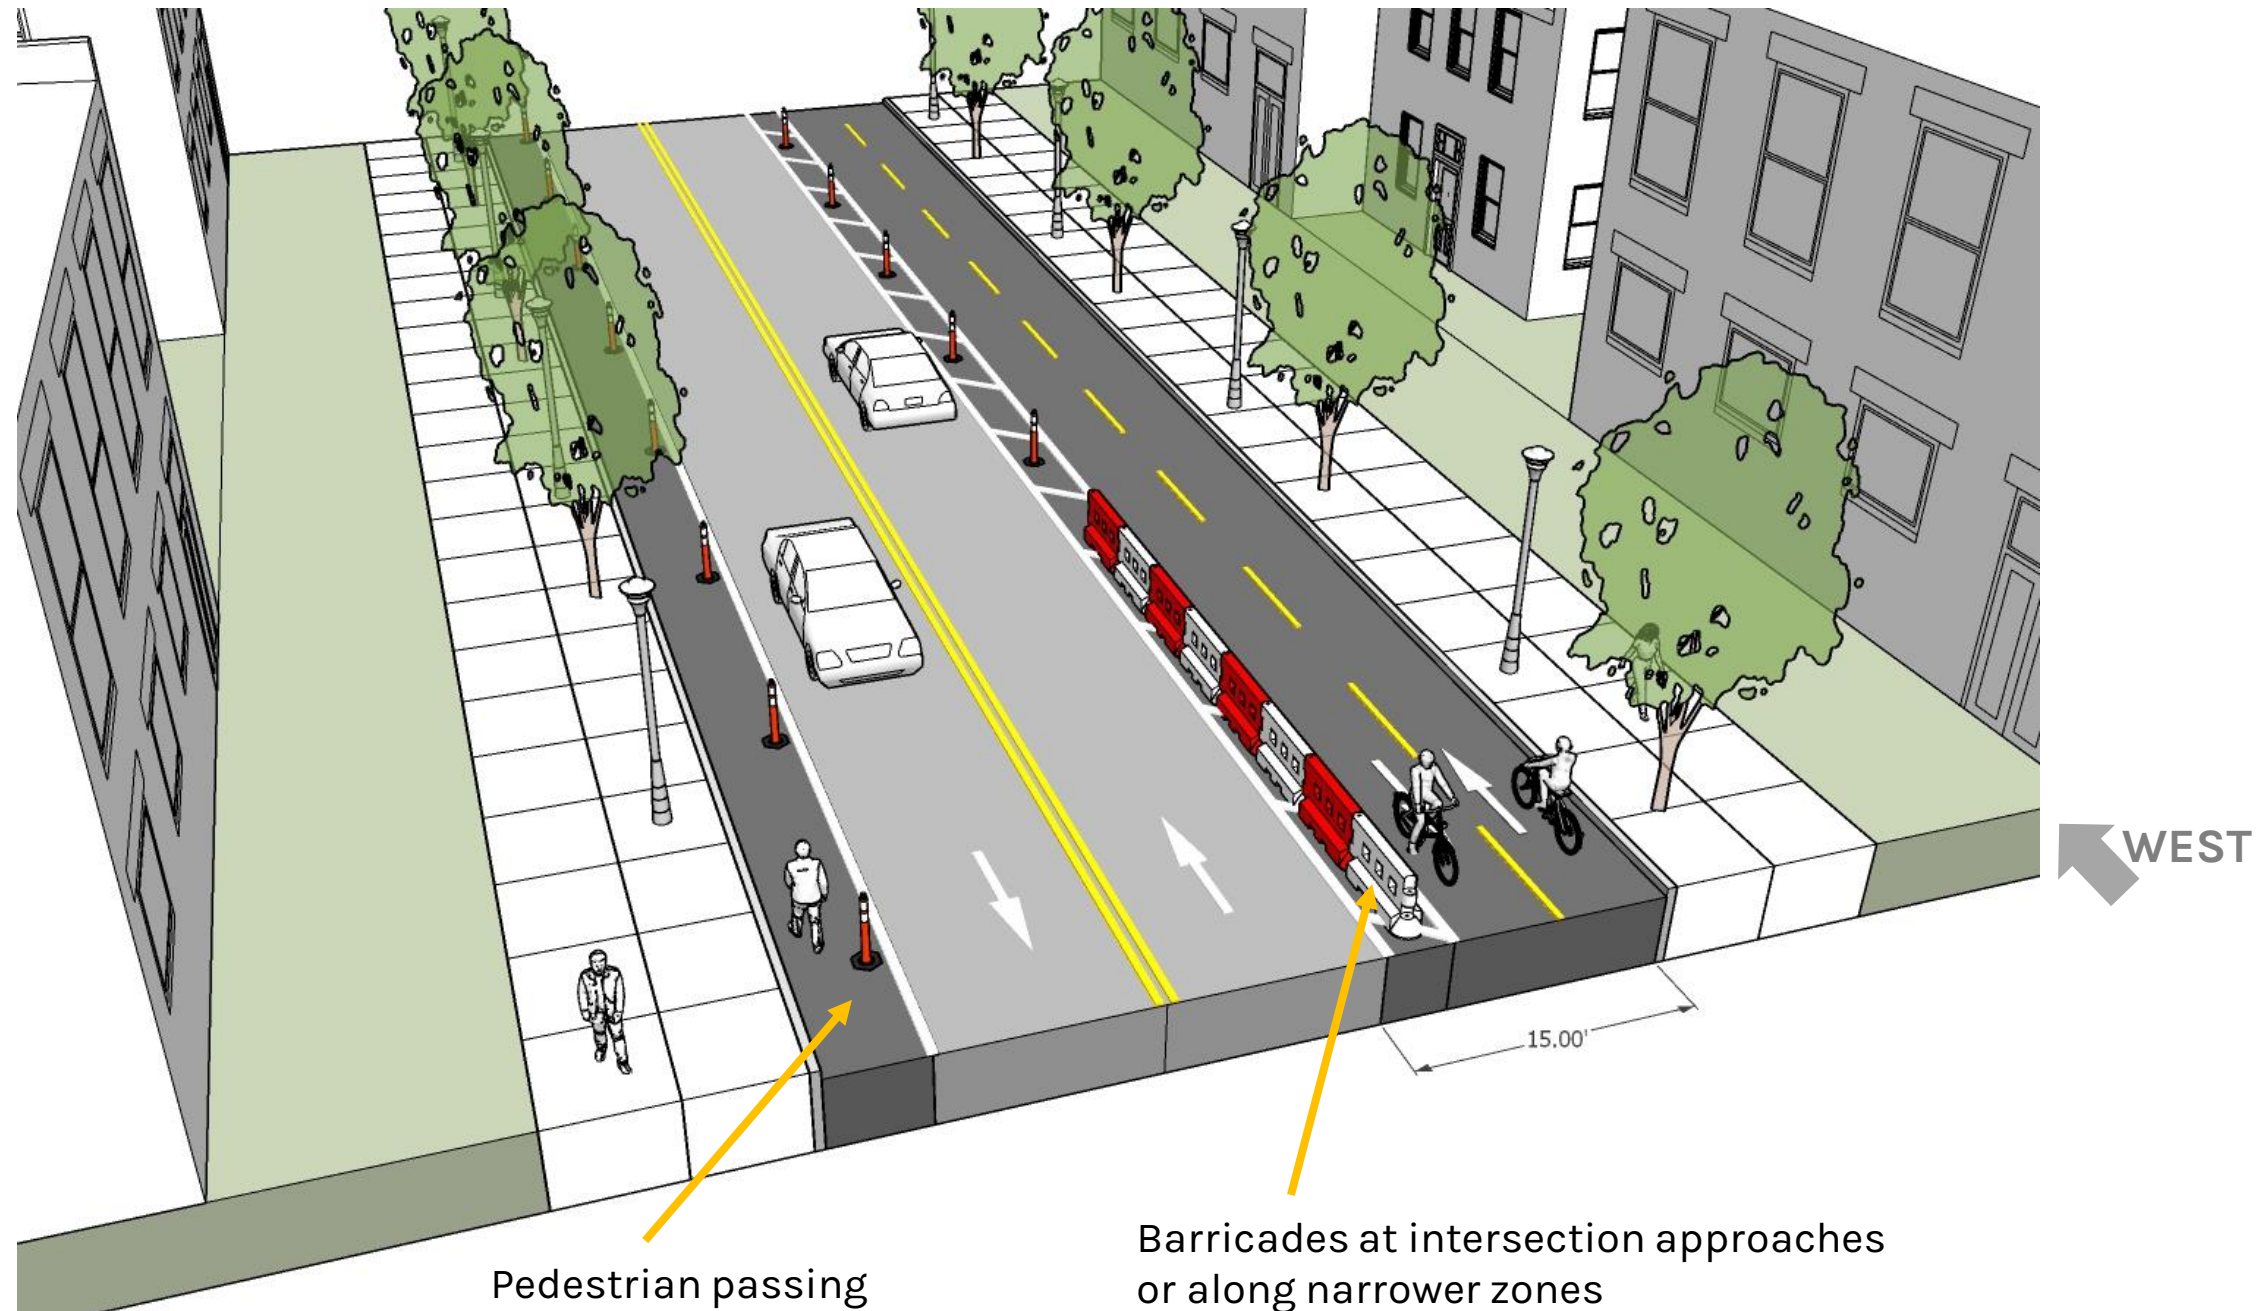 WEST
15.00'
Pedestrian passing
Barricades at intersection approaches
or along narrower zones